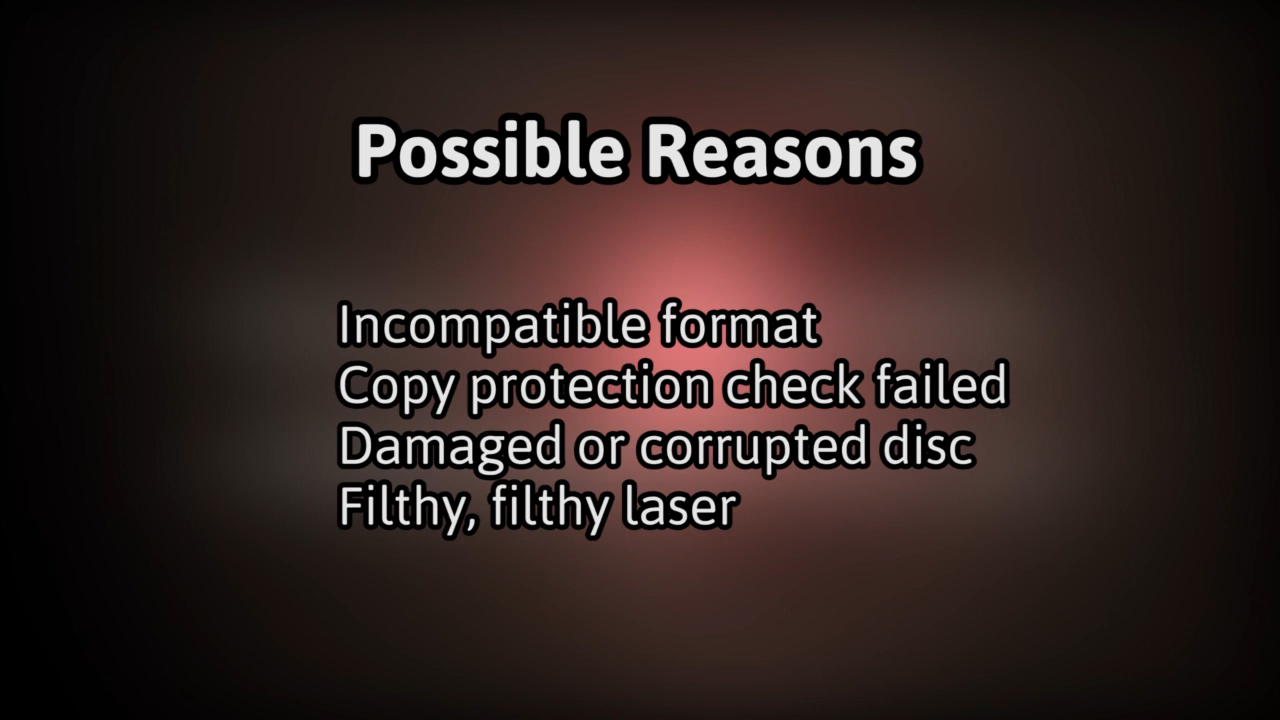 Possible Reasons
Incompatible format
Copy protection check failed
Damaged or corrupted disc
Filthy, filthy laser